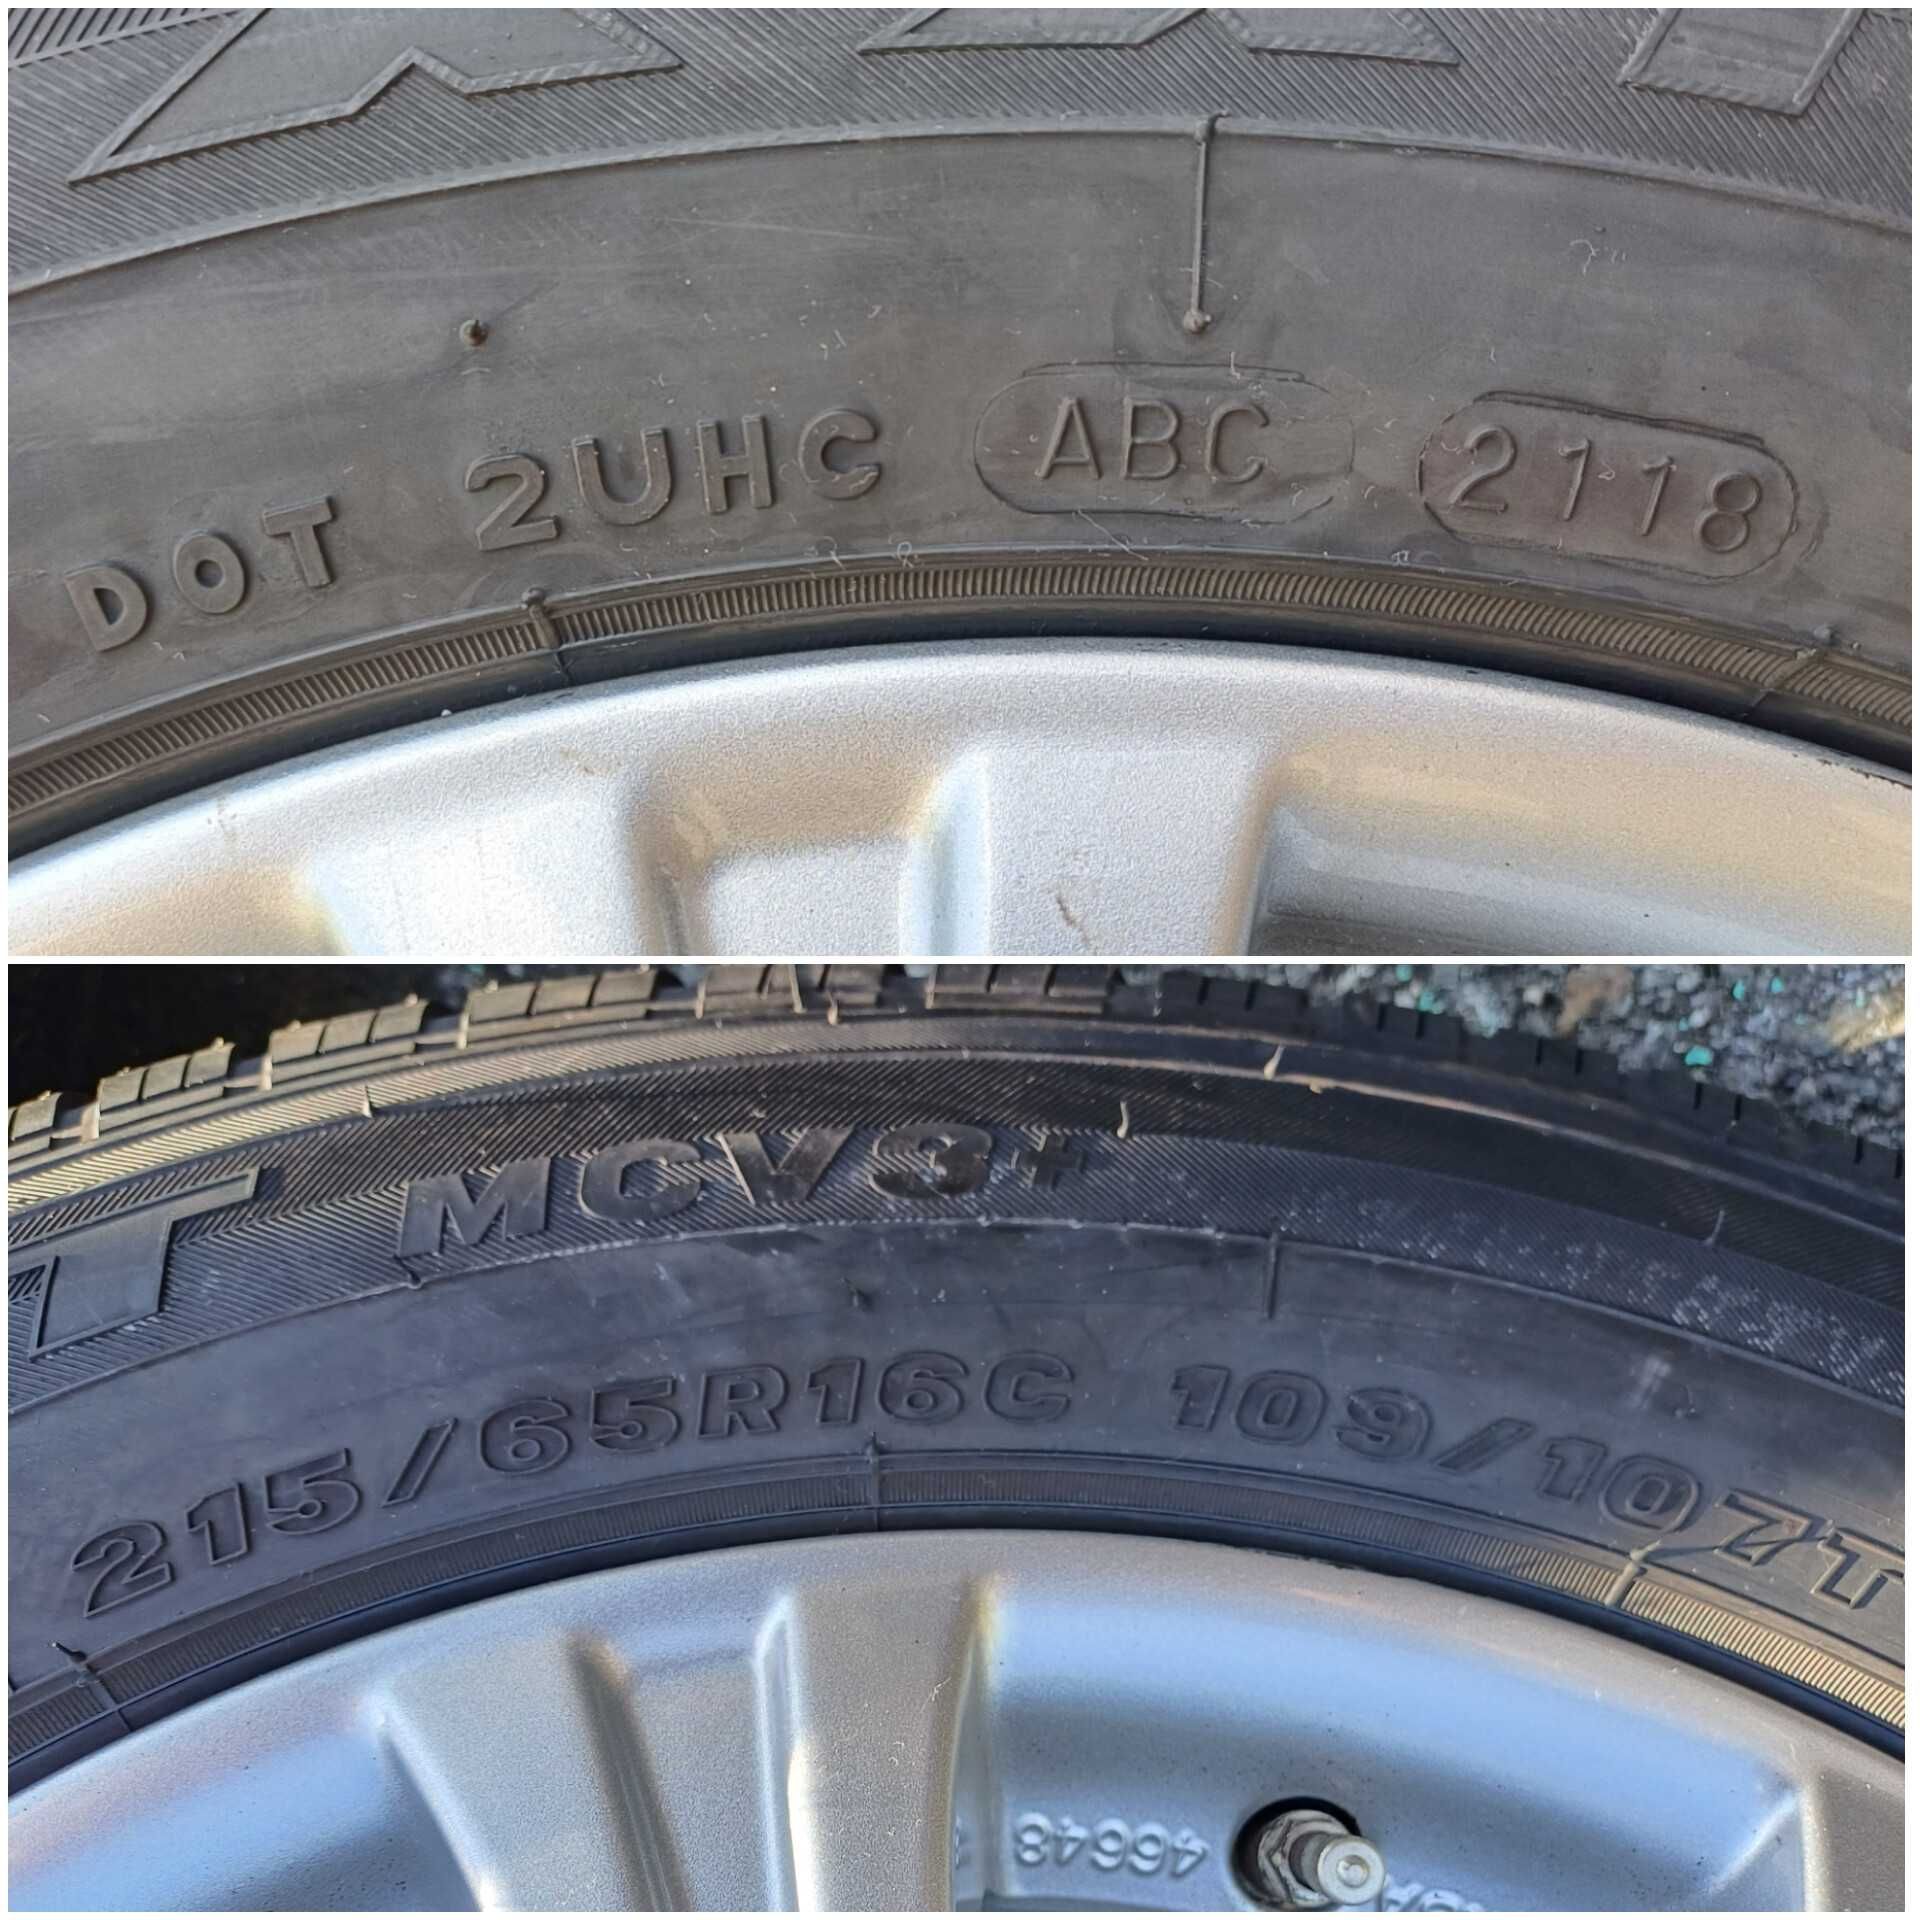 DOT 2UHC ABC 2118
MCV3+
215/65R16C 109/107T
46648